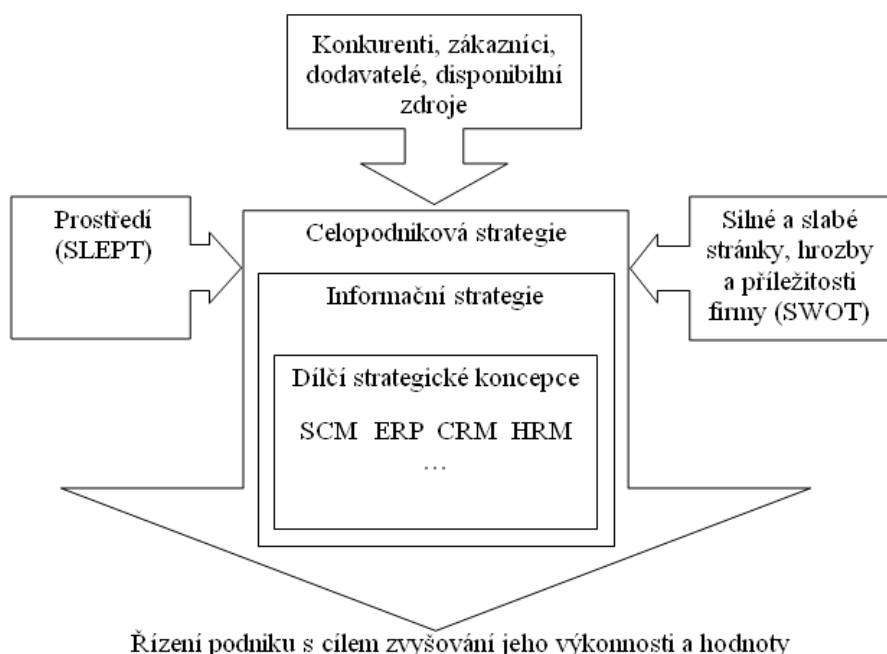 Konkurenti, zákazníci,
dodavatelé, disponibilní
zdroje
Prostředí
(SLEPT)
Celopodniková strategie
Silné a slabé
stránky, hrozby
a příležitosti
firmy (SWOT)
Informační strategie
Dílčí strategické koncepce
SCM ERP CRM HRM
…
Řízení podniku s cílem zvyšování jeho výkonnosti a hodnoty